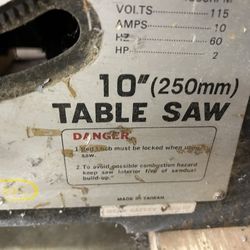 VOLTS 115
AMPS 10
HZ 60
HP 2
10" (250mm)
TABLE SAW
DANGER
1. knob must be locked when using
saw.
2. To avoid possible combustion hazard
keep saw interior free of sawdust
build-up."
MADE IN TAIWAN